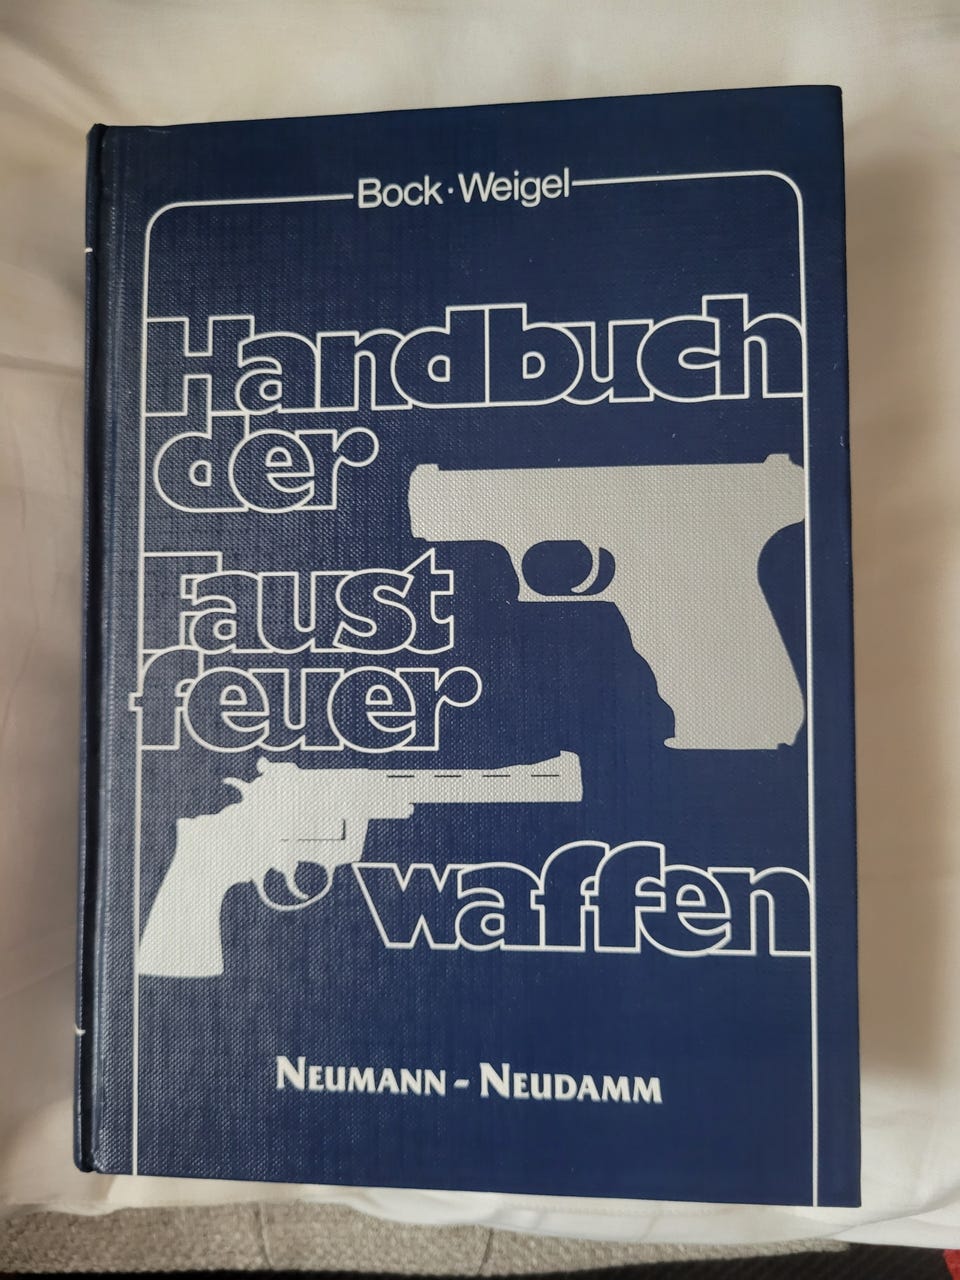 Bock · Weigel
Handbuch
der
Faust
feuer
waffen
NEUMANN - NEUDAMM